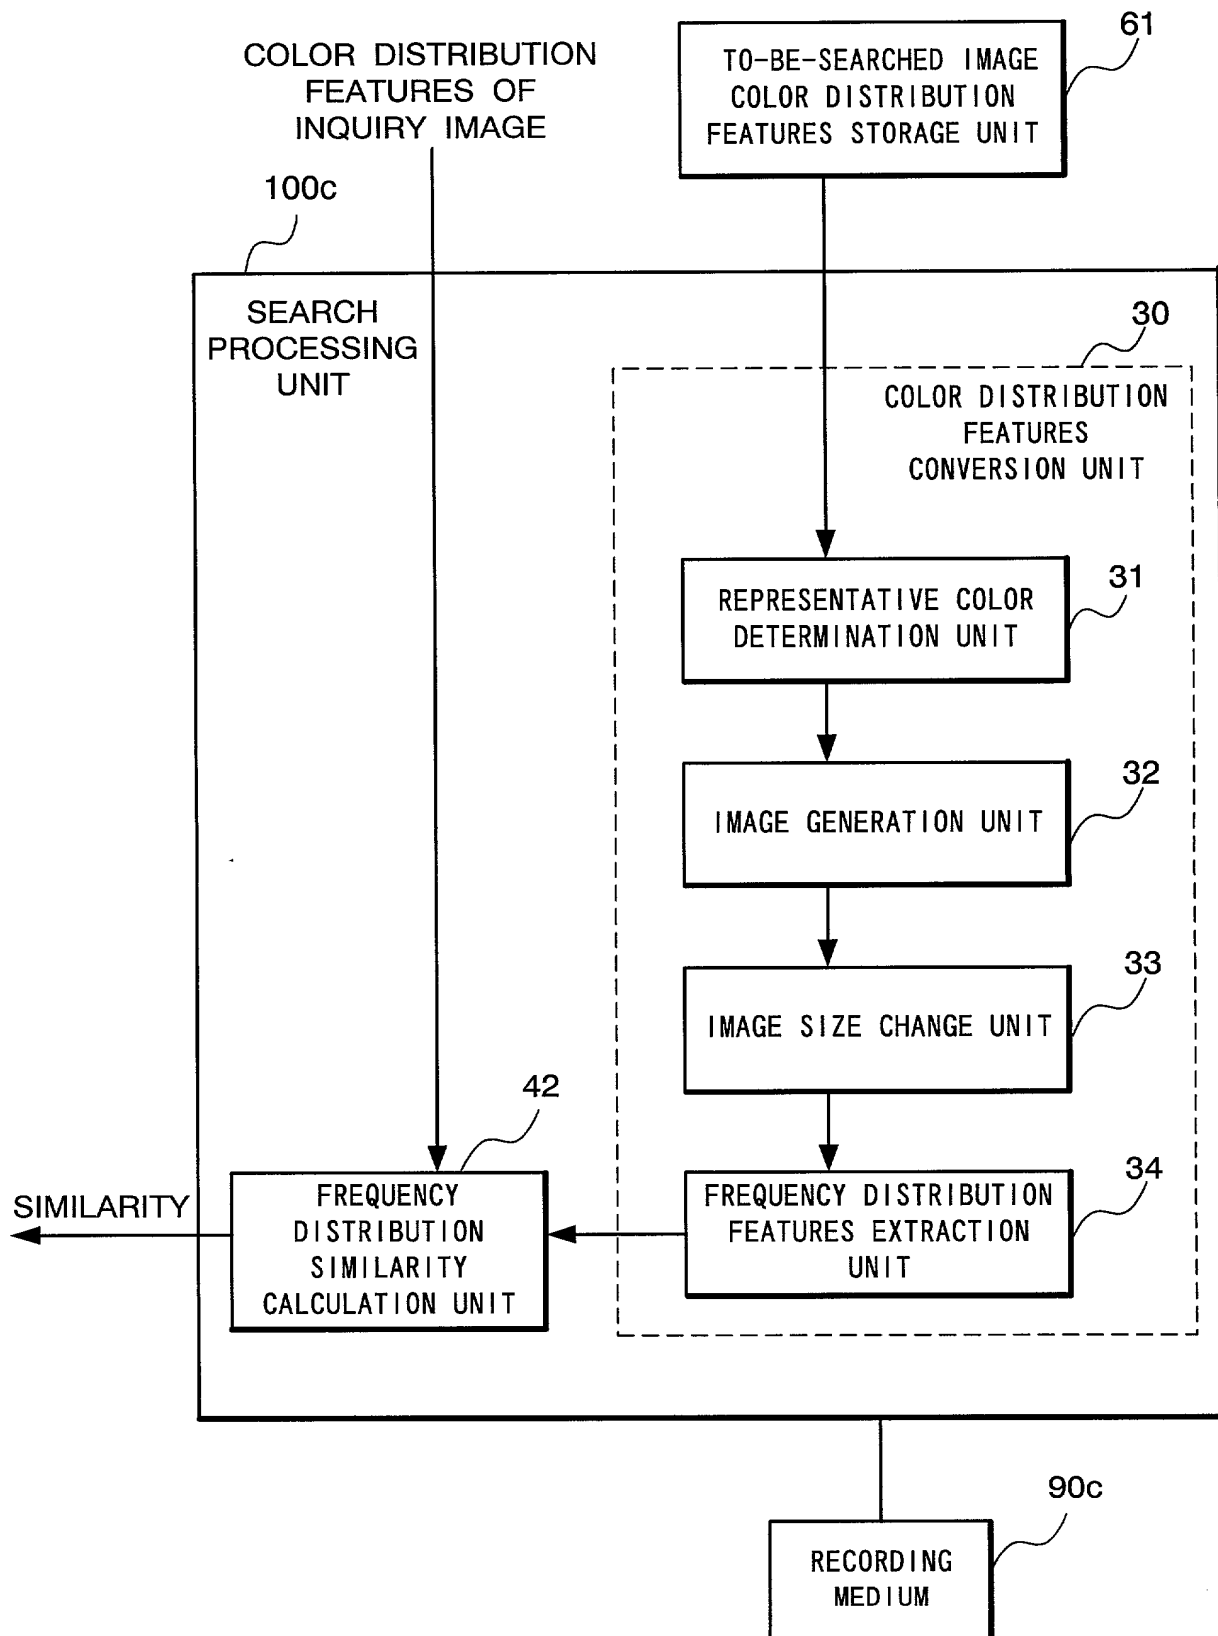 COLOR DISTRIBUTION
FEATURES OF
INQUIRY IMAGE
61
TO-BE-SEARCHED IMAGE
COLOR DISTRIBUTION
FEATURES STORAGE UNIT
100c
SEARCH
PROCESSING
UNIT
30
COLOR DISTRIBUTION
FEATURES
CONVERSION UNIT
31
REPRESENTATIVE COLOR
DETERMINATION UNIT
32
IMAGE GENERATION UNIT
33
IMAGE SIZE CHANGE UNIT
42
34
SIMILARITY
FREQUENCY
DISTRIBUTION
SIMILARITY
CALCULATION UNIT
FREQUENCY DISTRIBUTION
FEATURES EXTRACTION
UNIT
90c
RECORDING
MEDIUM